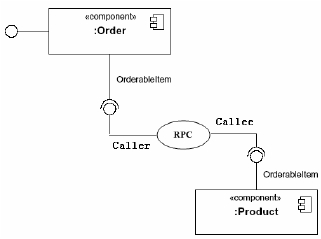 «component»
:Order
OrderableItem
Caller
RPC
Callee
OrderableItem
«component»
:Product